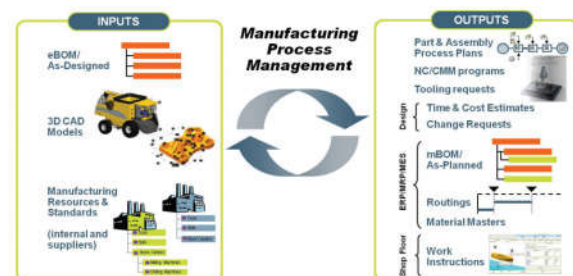 INPUTS
eBOM/
As-Designed
3D CAD
Models
Manufacturing
Resources &
Standards
(internal and
suppliers)
Manufacturing
Process
Management
OUTPUTS
Part & Assembly
Process Plans
NC/CMM programs
Tooling requests
Design
Time & Cost Estimates
Change Requests
ERP/MRP/MES
mBOM/
As-Planned
Routings
Material Masters
Shop Floor
Work
Instructions